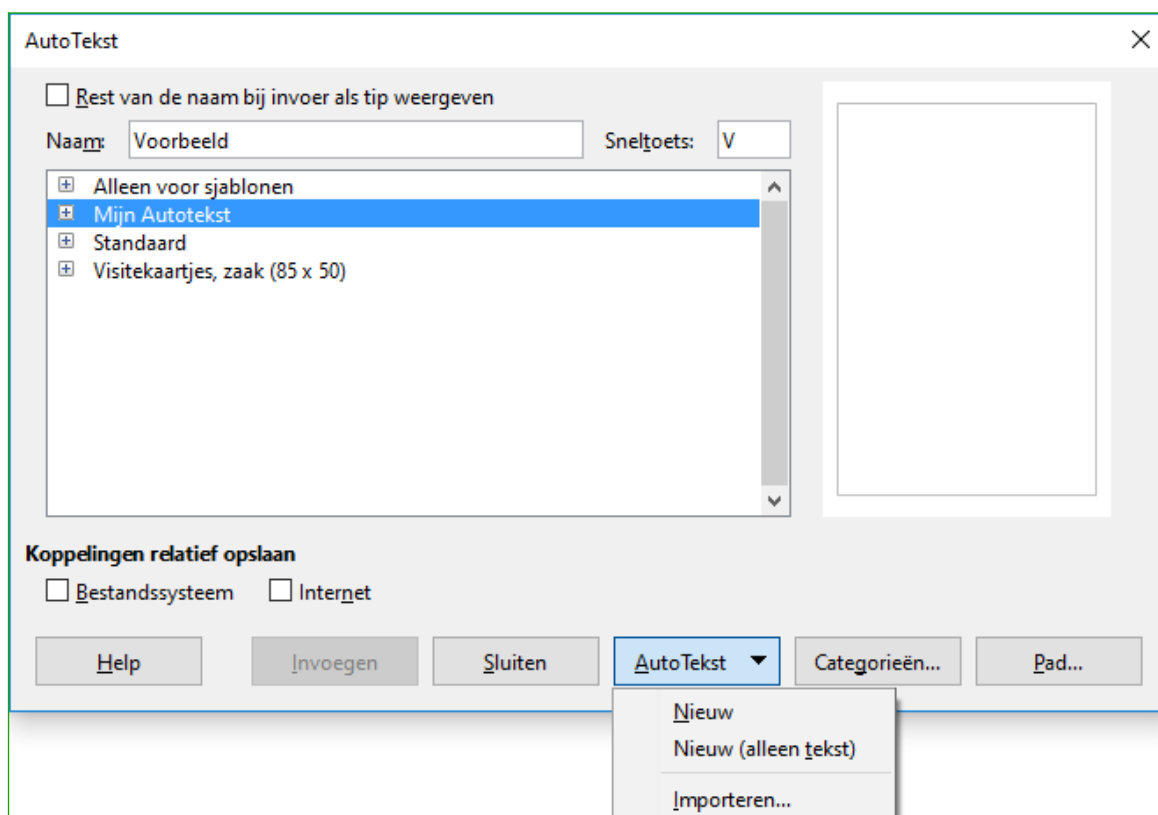 AutoTekst
Rest van de naam bij invoer als tip weergeven
Naam: Voorbeeld Sneltoets: V
Alleen voor sjablonen
Mijn Autotekst
Standaard
Visitekaartjes, zaak (85 x 50)
Koppelingen relatief opslaan
Bestandssysteem Internet
Help Invoegen Sluiten AutoTekst Categorieën... Pad...
Nieuw
Nieuw (alleen tekst)
Importeren...